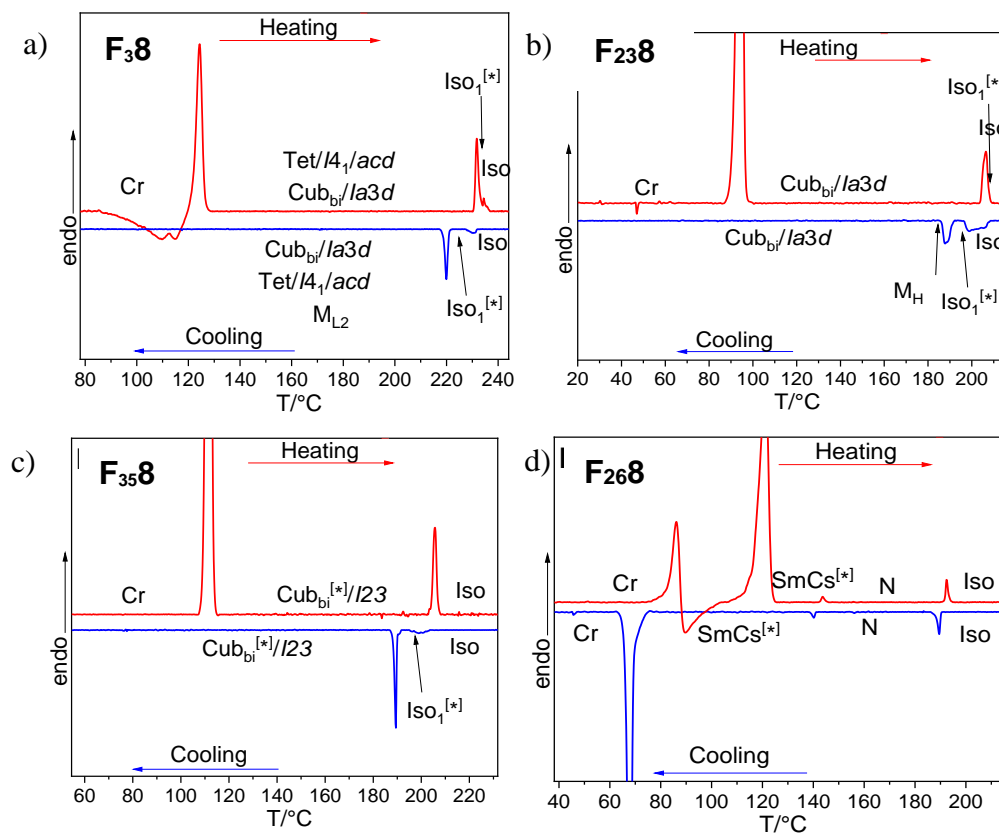 a)
F₃8
Heating
Iso₁[*]
Iso
Tet/I4₁/acd
Cr
Cub_bi/Ia3d
endo
Cub_bi/Ia3d
Iso
Tet/I4₁/acd
M_L2
Iso₁[*]
Cooling
80 100 120 140 160 180 200 220 240
T/°C
b)
F₂₃8
Heating
Iso₁[*]
Iso
Cr
Cub_bi/Ia3d
endo
Cub_bi/Ia3d
Iso
M_H
Iso₁[*]
Cooling
20 40 60 80 100 120 140 160 180 200
T/°C
c)
F₃₅8
Heating
Cr
Cub_bi[*]/I23
Iso
endo
Cub_bi[*]/I23
Iso
Iso₁[*]
Cooling
60 80 100 120 140 160 180 200 220
T/°C
d)
F₂₆8
Heating
Cr
SmCs[*]
N
Iso
endo
Cr
SmCs[*]
N
Iso
Cooling
40 60 80 100 120 140 160 180 200
T/°C